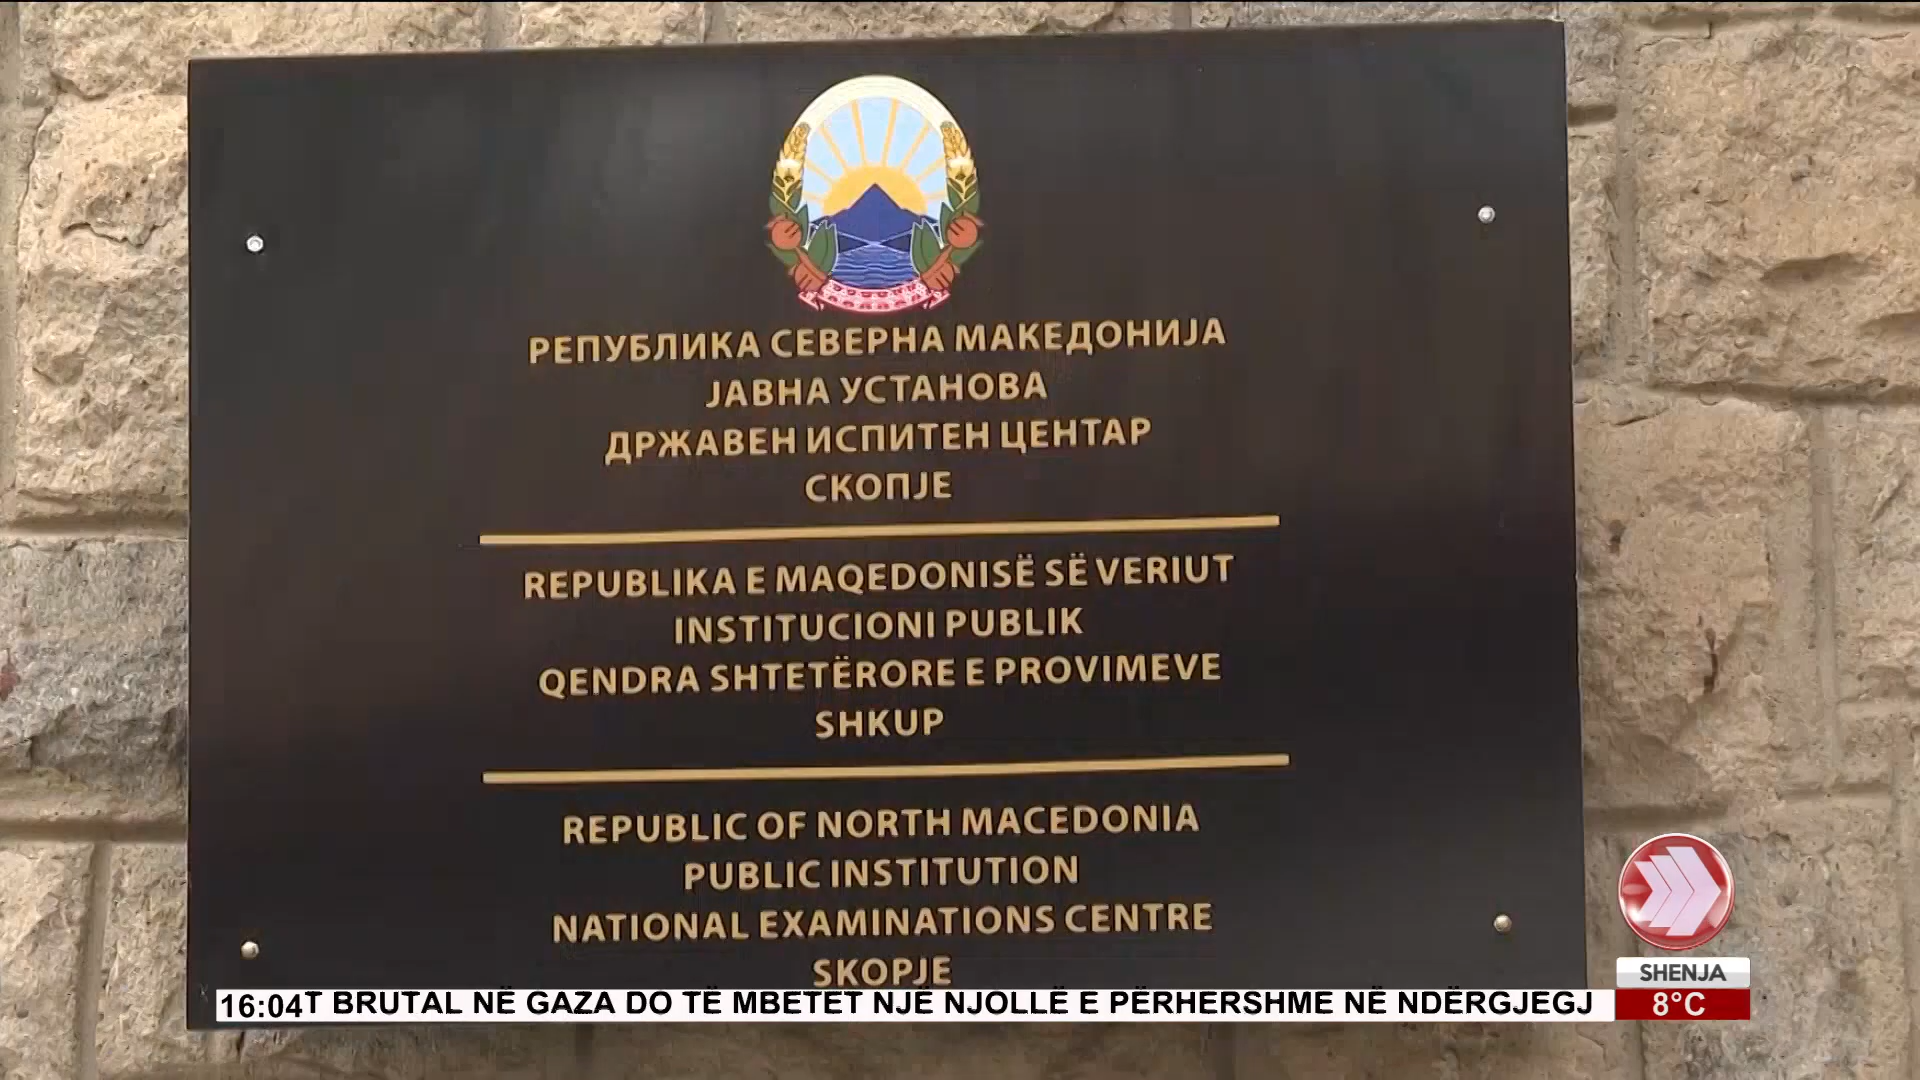 РЕПУБЛИКА СЕВЕРНА МАКЕДОНИЈА
ЈАВНА УСТАНОВА
ДРЖАВЕН ИСПИТЕН ЦЕНТАР
СКОПЈЕ
REPUBLIKA E MAQEDONISË SË VERIUT
INSTITUCIONI PUBLIK
QENDRA SHTETËRORE E PROVIMEVE
SHKUP
REPUBLIC OF NORTH MACEDONIA
PUBLIC INSTITUTION
NATIONAL EXAMINATIONS CENTRE
SKOPJE
SHENJA
16:04 T BRUTAL NË GAZA DO TË MBETET NJË NJOLLË E PËRHERSHME NË NDËRGJEGJ
8°C